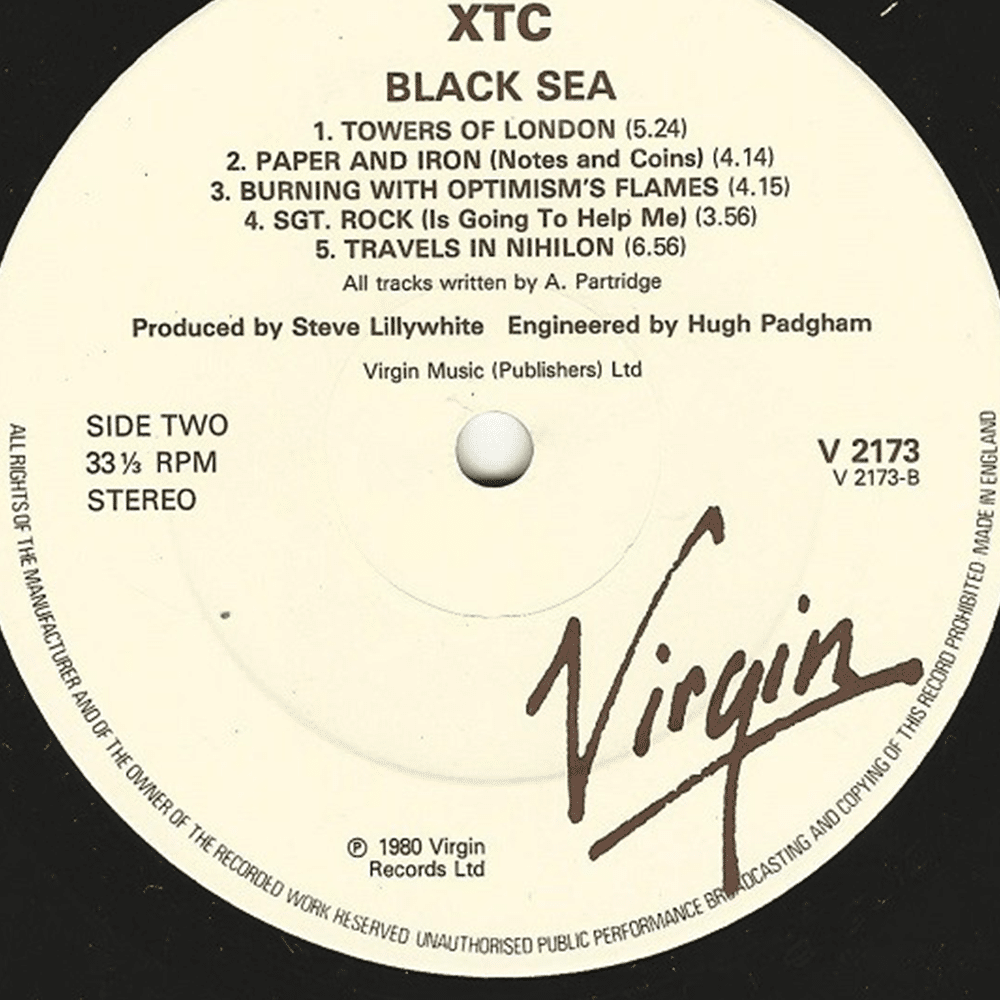 XTC
BLACK SEA
1. TOWERS OF LONDON (5.24)
2. PAPER AND IRON (Notes and Coins) (4.14)
3. BURNING WITH OPTIMISM'S FLAMES (4.15)
4. SGT. ROCK (Is Going To Help Me) (3.56)
5. TRAVELS IN NIHILON (6.56)
All tracks written by A. Partridge
Produced by Steve Lillywhite Engineered by Hugh Padgham
Virgin Music (Publishers) Ltd
SIDE TWO
33⅓ RPM
STEREO
V 2173
V 2173-B
Virgin
℗ 1980 Virgin
Records Ltd
ALL RIGHTS OF THE MANUFACTURER AND OF THE OWNER OF THE RECORDED WORK RESERVED UNAUTHORISED PUBLIC PERFORMANCE BROADCASTING AND COPYING OF THIS RECORD PROHIBITED MADE IN ENGLAND